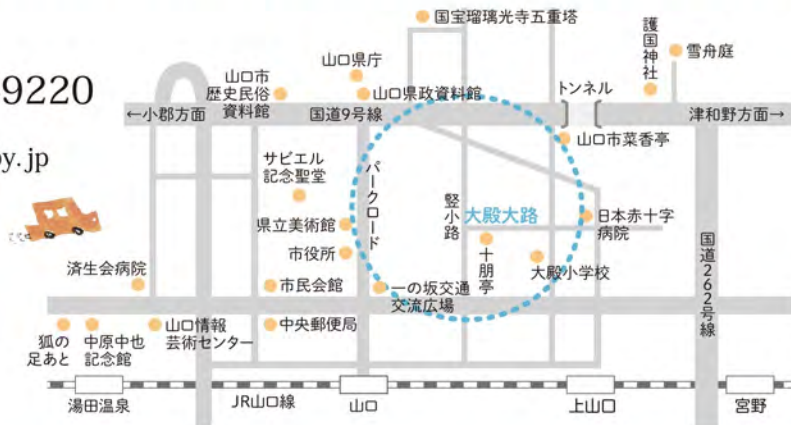 国宝瑠璃光寺五重塔
護国神社
雪舟庭
9220
山口市
歴史民俗
資料館
山口県庁
山口県政資料館
トンネル
←小郡方面
国道9号線
津和野方面→
山口市菜香亭
y.jp
サビエル
記念聖堂
パークロード
竪小路
大殿大路
日本赤十字
病院
県立美術館
市役所
十朋亭
大殿小学校
国道262号線
済生会病院
市民会館
一の坂交通
交流広場
狐の
足あと
中原中也
記念館
山口情報
芸術センター
中央郵便局
湯田温泉
JR山口線
山口
上山口
宮野